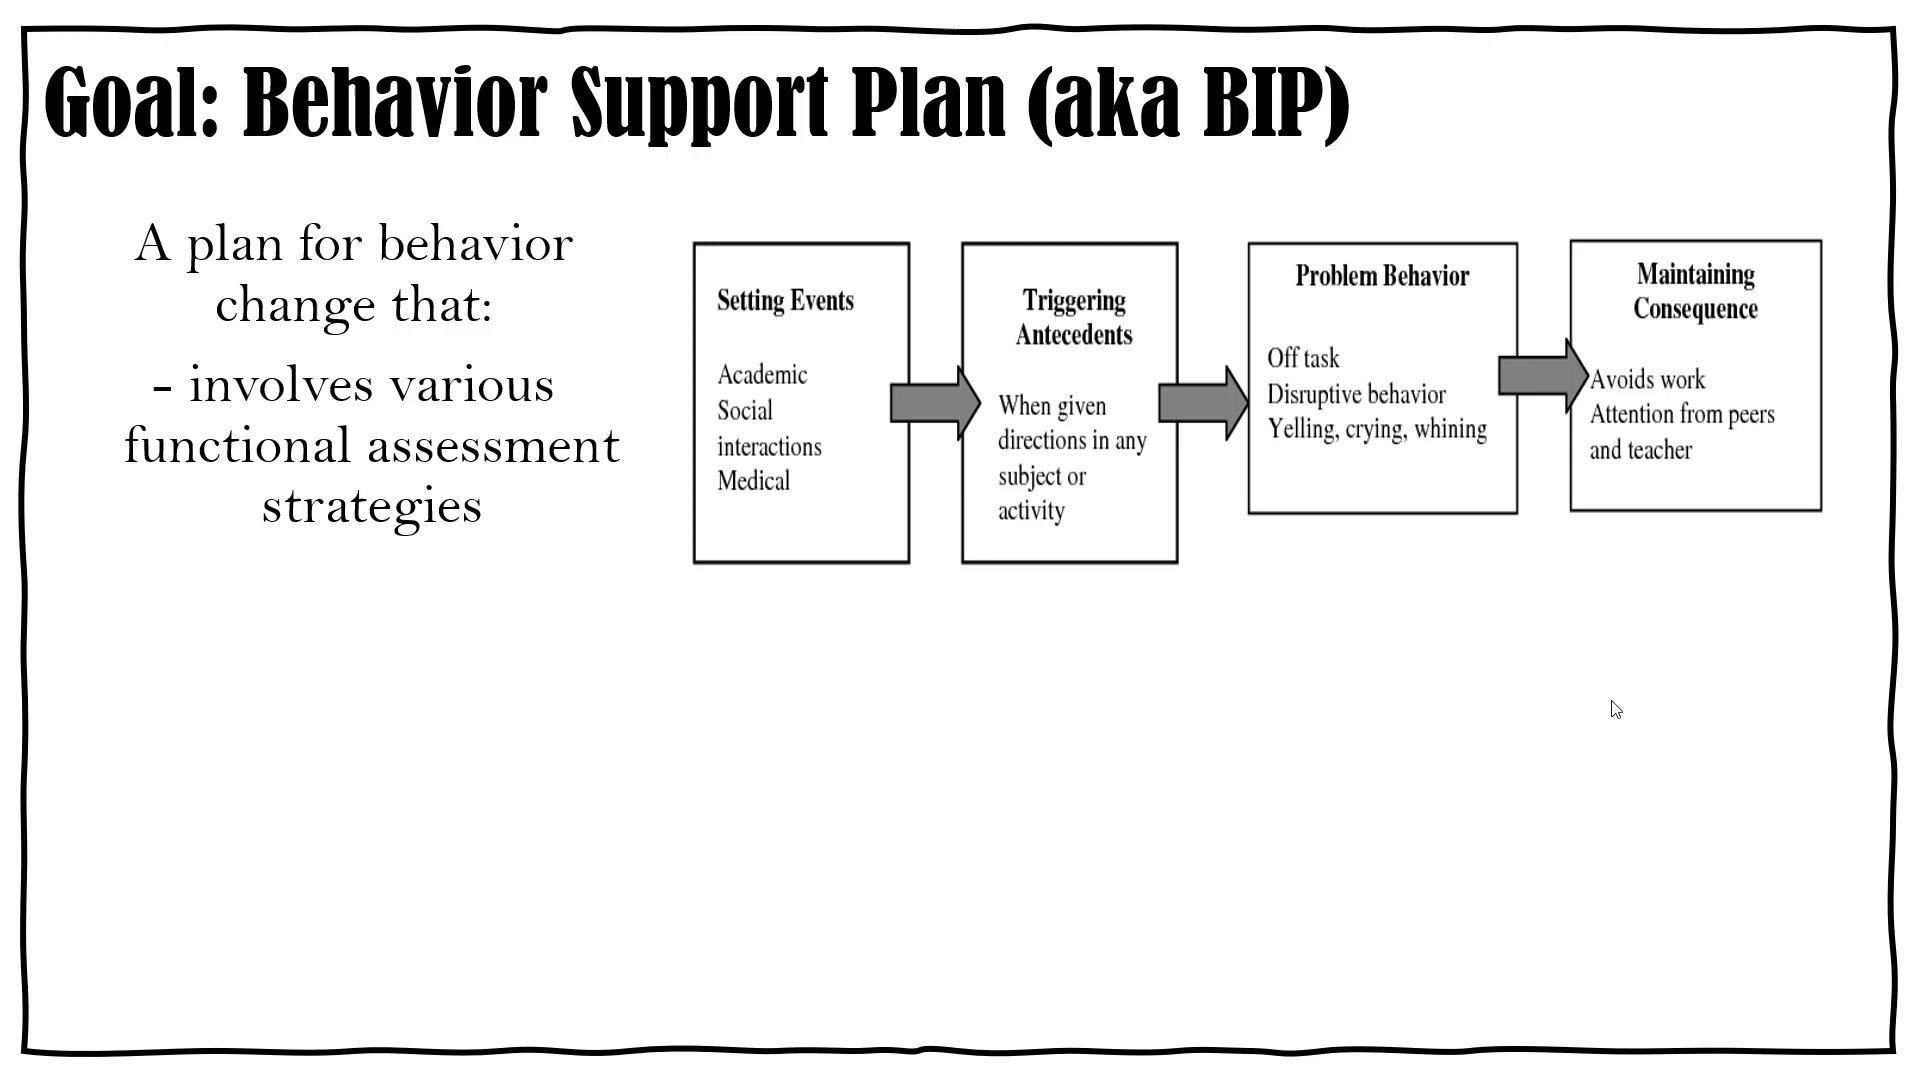 Goal: Behavior Support Plan (aka BIP)
A plan for behavior
change that:
- involves various
functional assessment
strategies
Setting Events
Academic
Social
interactions
Medical
Triggering
Antecedents
When given
directions in any
subject or
activity
Problem Behavior
Off task
Disruptive behavior
Yelling, crying, whining
Maintaining
Consequence
Avoids work
Attention from peers
and teacher